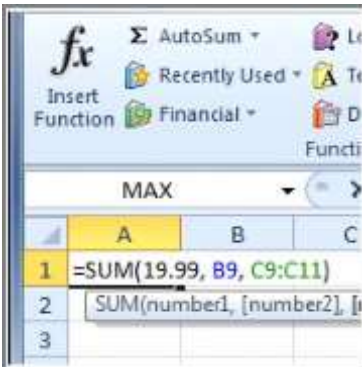 fx Σ AutoSum
Recently Used
Insert
Function
Financial
MAX
A B C
1 =SUM(19.99, B9, C9:C11)
2 SUM(number1, [number2],
3